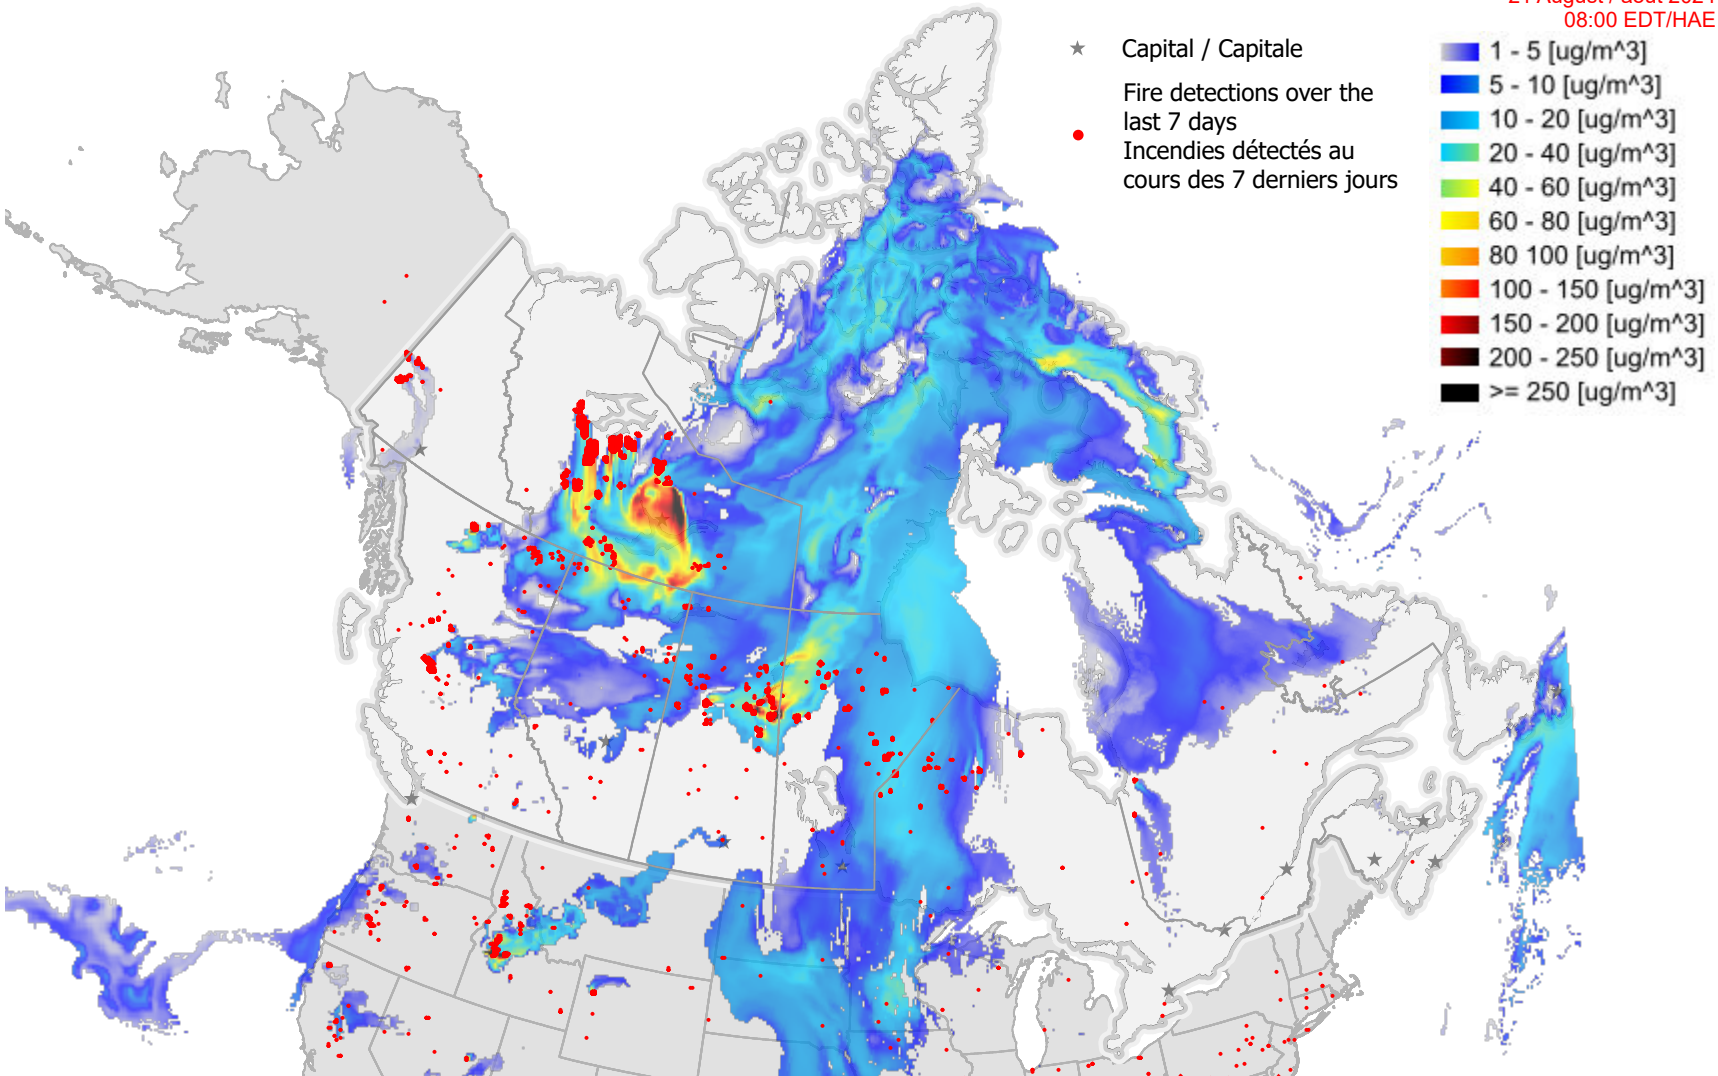 08:00 EDT/HAE
Capital / Capitale
Fire detections over the
last 7 days
Incendies détectés au
cours des 7 derniers jours
1 - 5 [ug/m^3]
5 - 10 [ug/m^3]
10 - 20 [ug/m^3]
20 - 40 [ug/m^3]
40 - 60 [ug/m^3]
60 - 80 [ug/m^3]
80 100 [ug/m^3]
100 - 150 [ug/m^3]
150 - 200 [ug/m^3]
200 - 250 [ug/m^3]
>= 250 [ug/m^3]